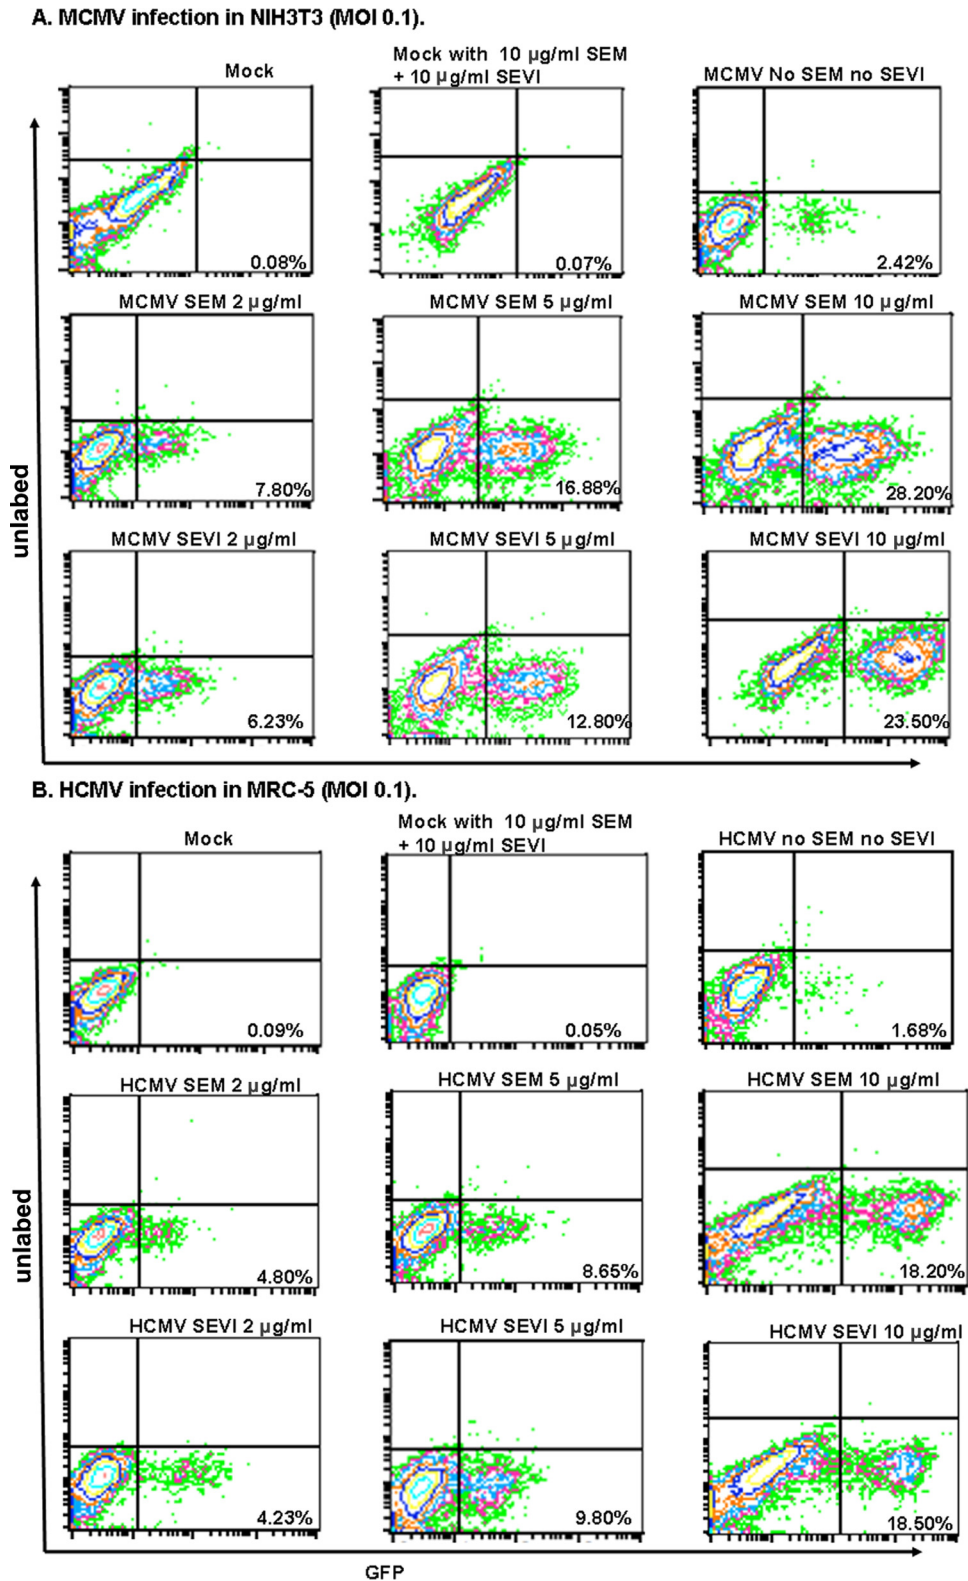 A. MCMV infection in NIH3T3 (MOI 0.1).
Mock
Mock with 10 µg/ml SEM
+ 10 µg/ml SEVI
MCMV No SEM no SEVI
0.08%
0.07%
2.42%
MCMV SEM 2 µg/ml
MCMV SEM 5 µg/ml
MCMV SEM 10 µg/ml
7.80%
16.88%
28.20%
unlabed
MCMV SEVI 2 µg/ml
MCMV SEVI 5 µg/ml
MCMV SEVI 10 µg/ml
6.23%
12.80%
23.50%
B. HCMV infection in MRC-5 (MOI 0.1).
Mock
Mock with 10 µg/ml SEM
+ 10 µg/ml SEVI
HCMV no SEM no SEVI
0.09%
0.05%
1.68%
HCMV SEM 2 µg/ml
HCMV SEM 5 µg/ml
HCMV SEM 10 µg/ml
4.80%
8.65%
18.20%
unlabed
HCMV SEVI 2 µg/ml
HCMV SEVI 5 µg/ml
HCMV SEVI 10 µg/ml
4.23%
9.80%
18.50%
GFP